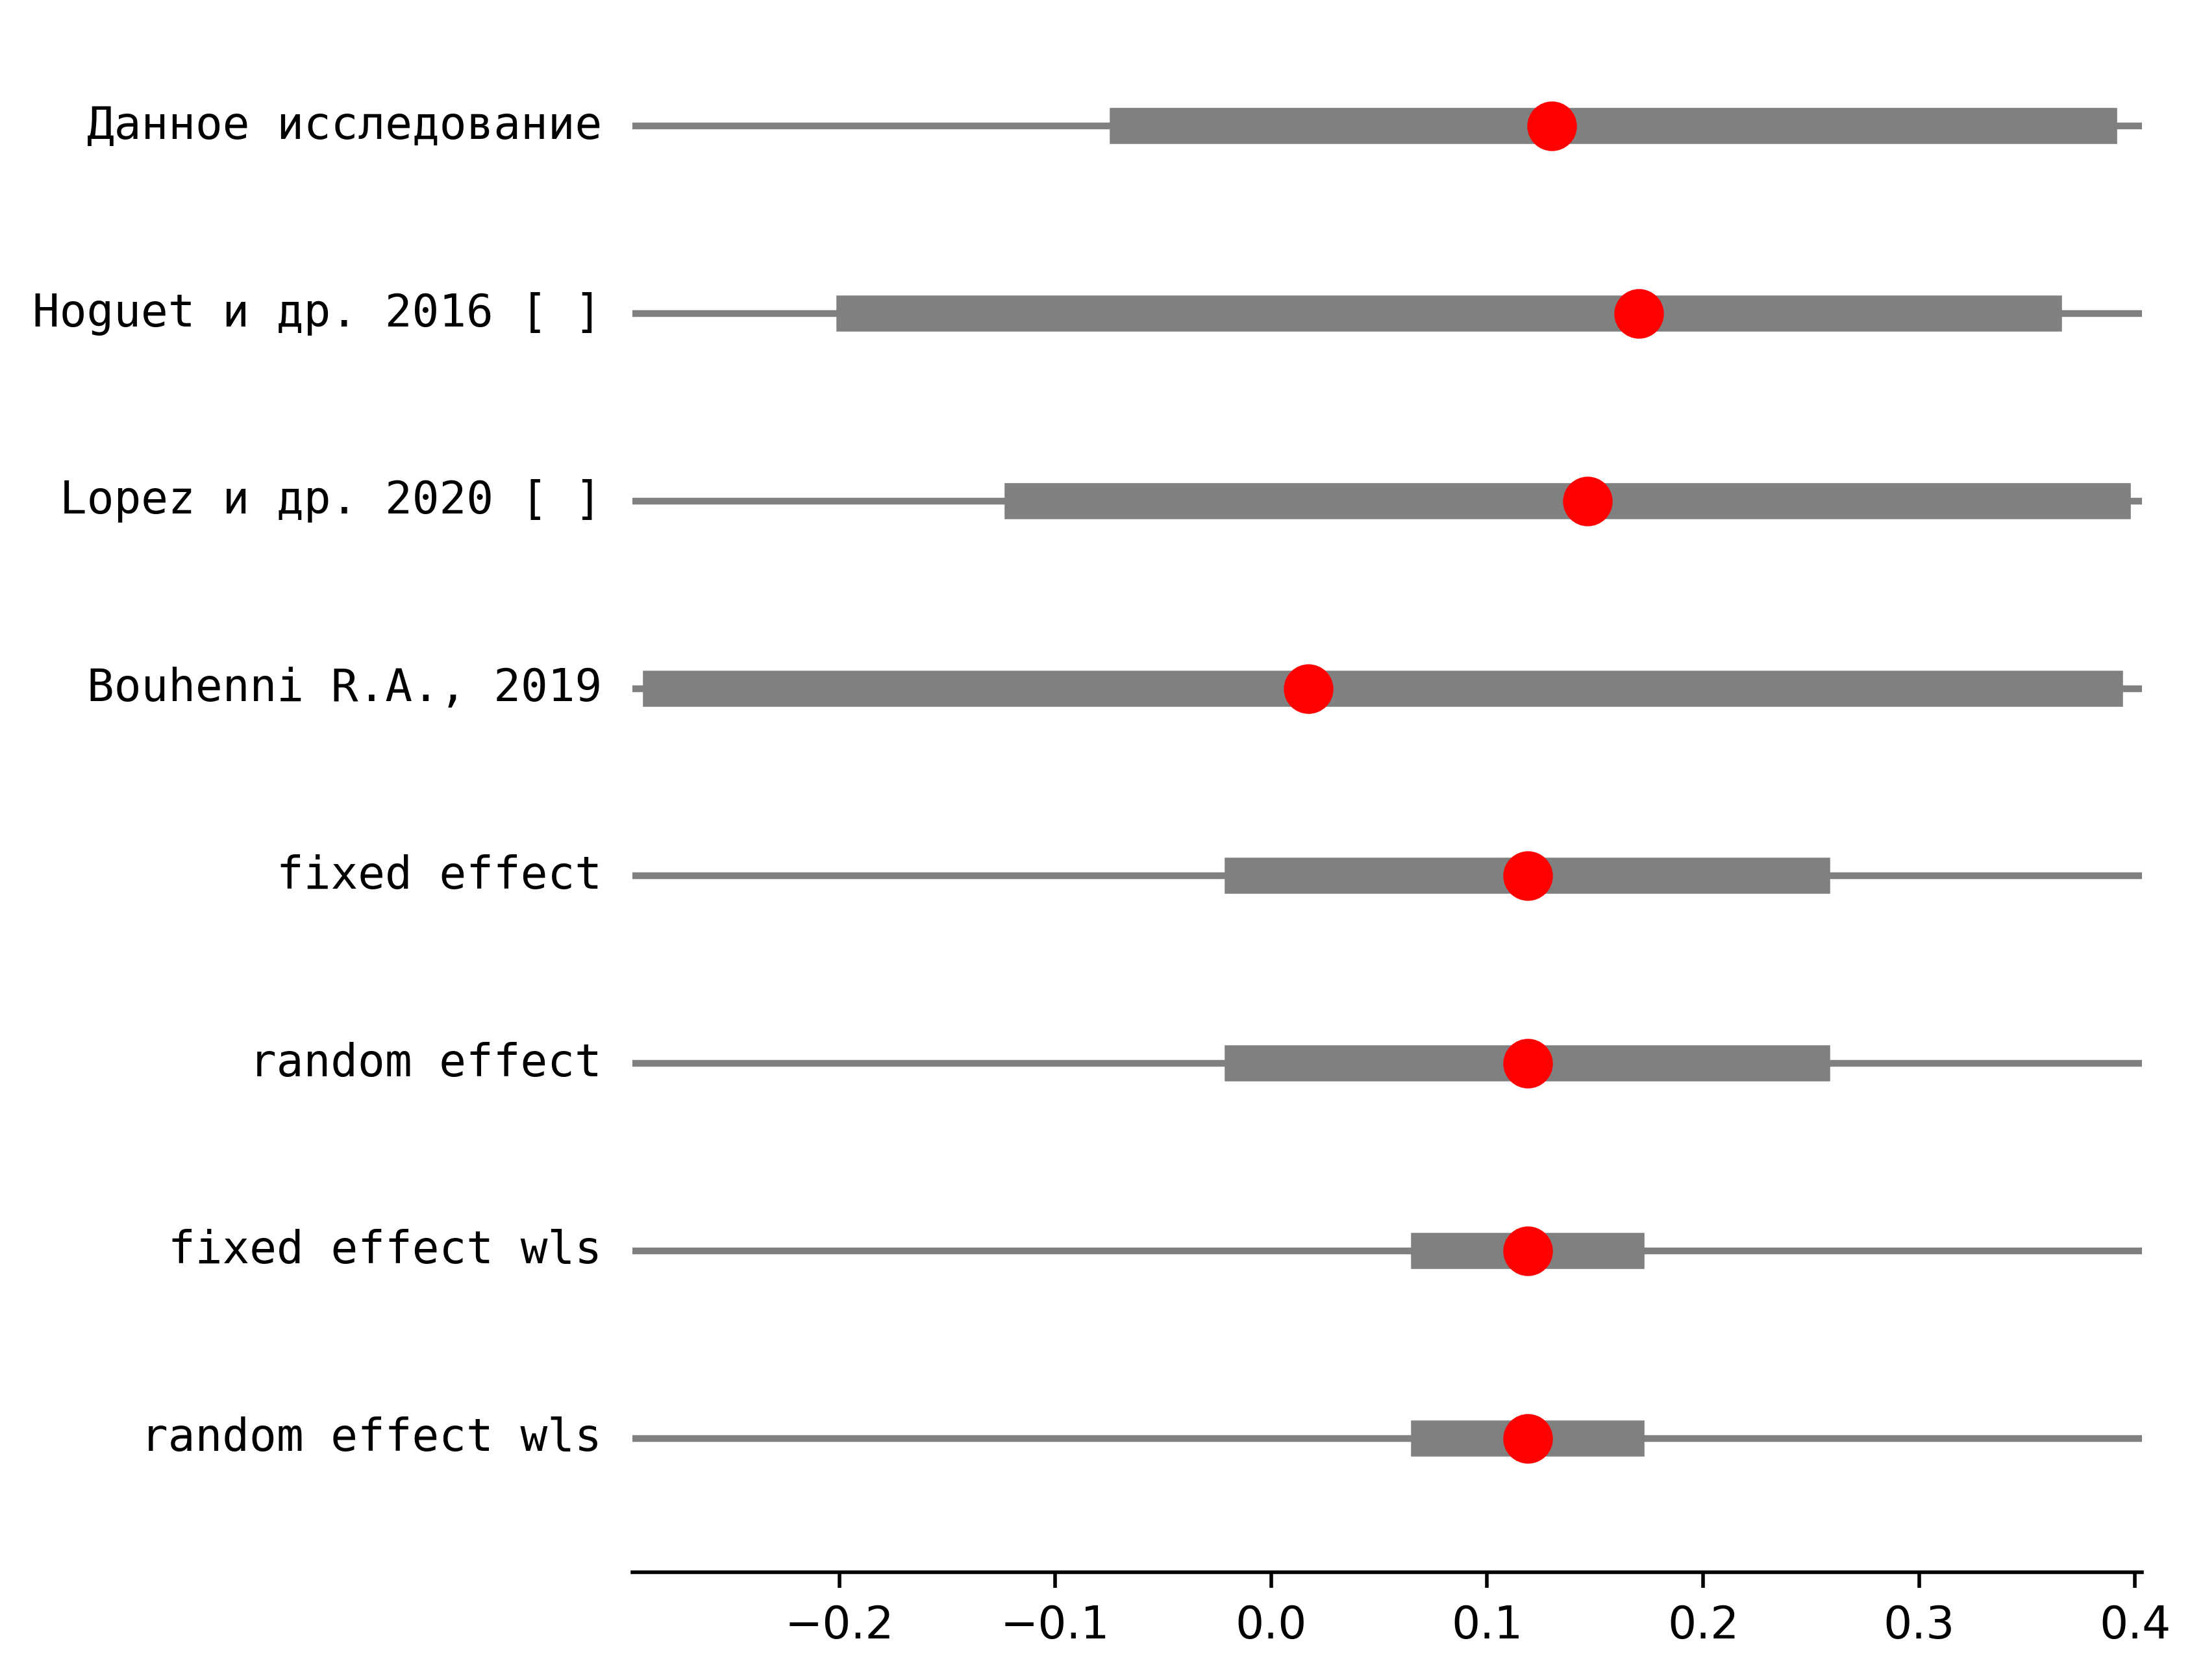 Данное исследование
Hoguet и др. 2016 [ ]
Lopez и др. 2020 [ ]
Bouhenni R.A., 2019
fixed effect
random effect
fixed effect wls
random effect wls
−0.2 −0.1 0.0 0.1 0.2 0.3 0.4